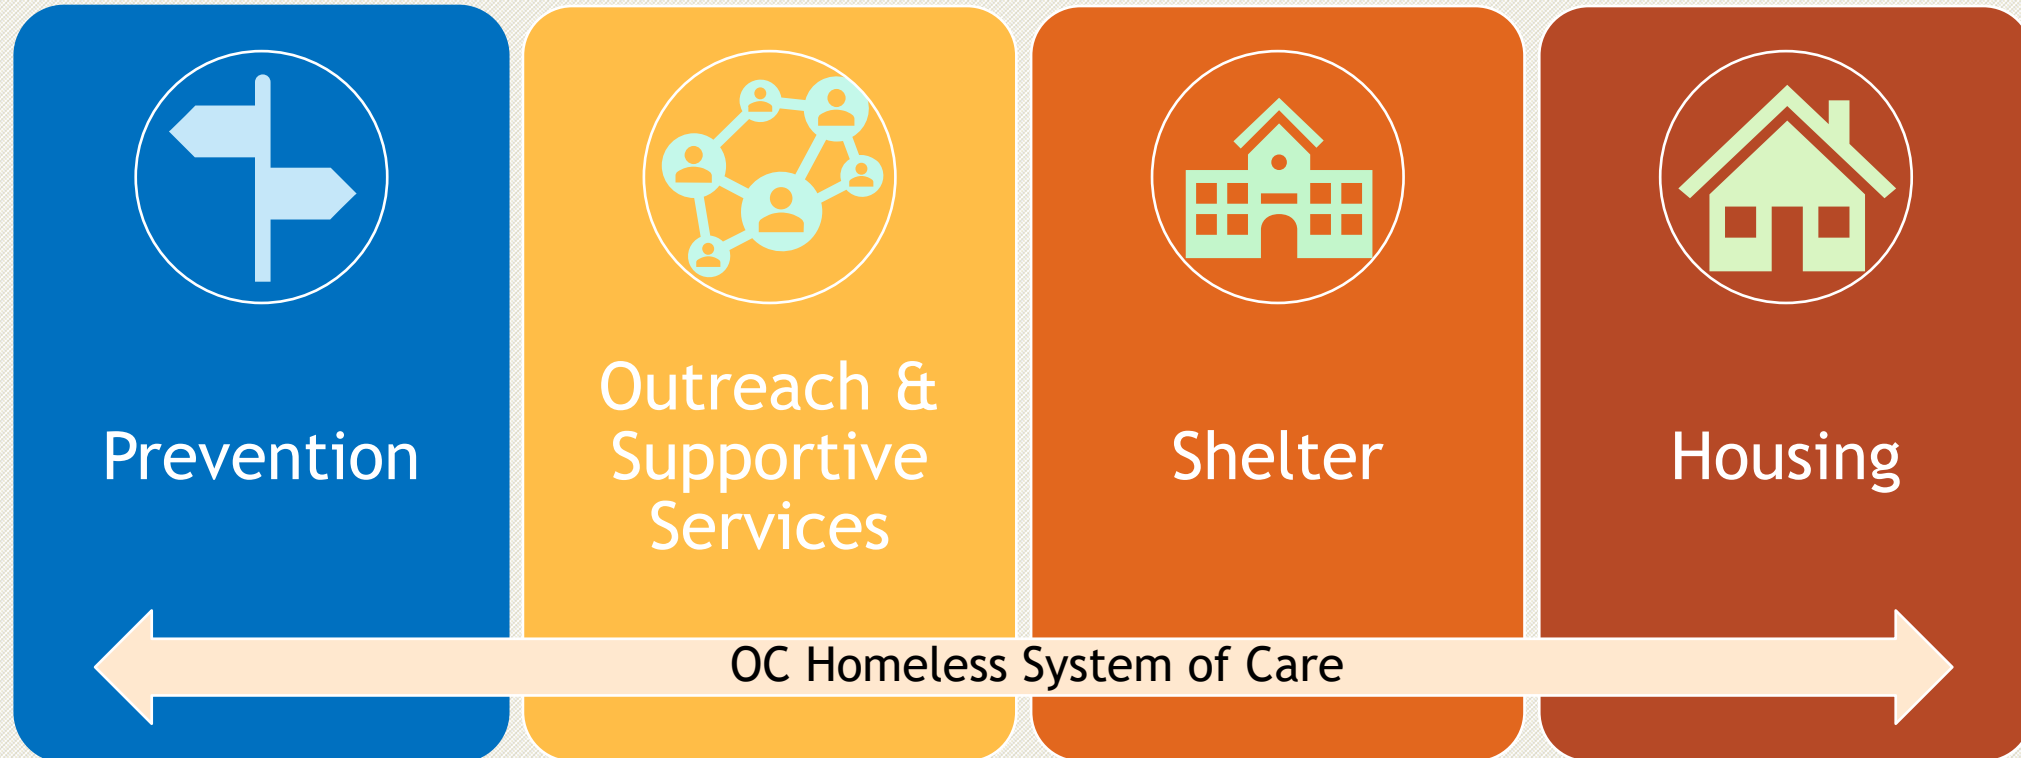 Prevention
Outreach &
Supportive
Services
Shelter
Housing
OC Homeless System of Care